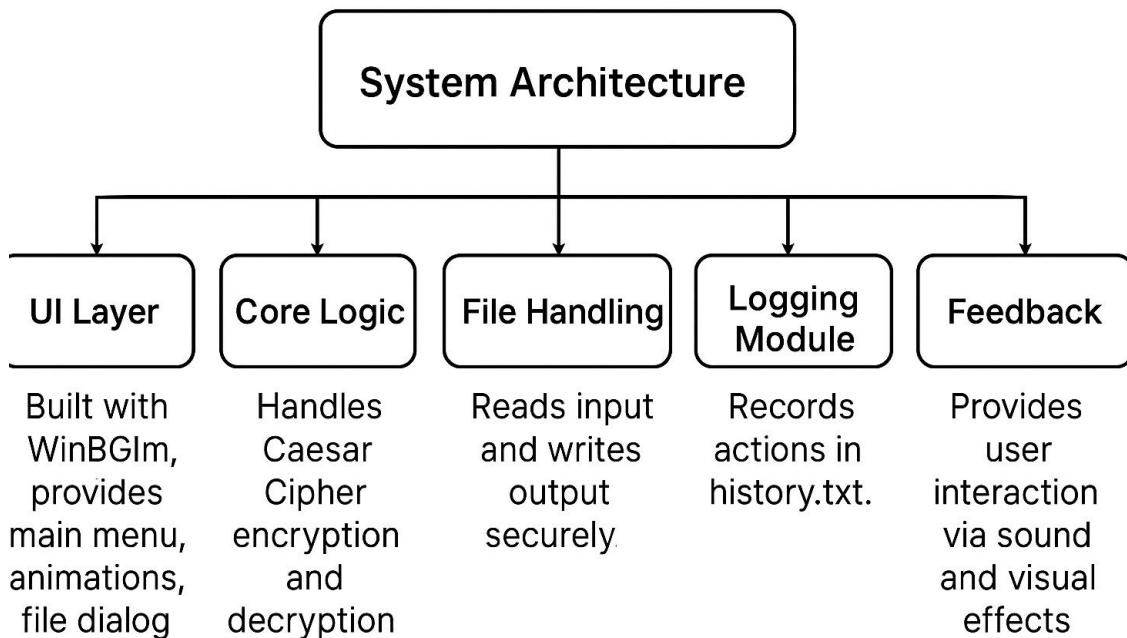 System Architecture
UI Layer
Built with
WinBGIm,
provides
main menu,
animations,
file dialog
Core Logic
Handles
Caesar
Cipher
encryption
and
decryption
File Handling
Reads input
and writes
output
securely.
Logging
Module
Records
actions in
history.txt.
Feedback
Provides
user
interaction
via sound
and visual
effects